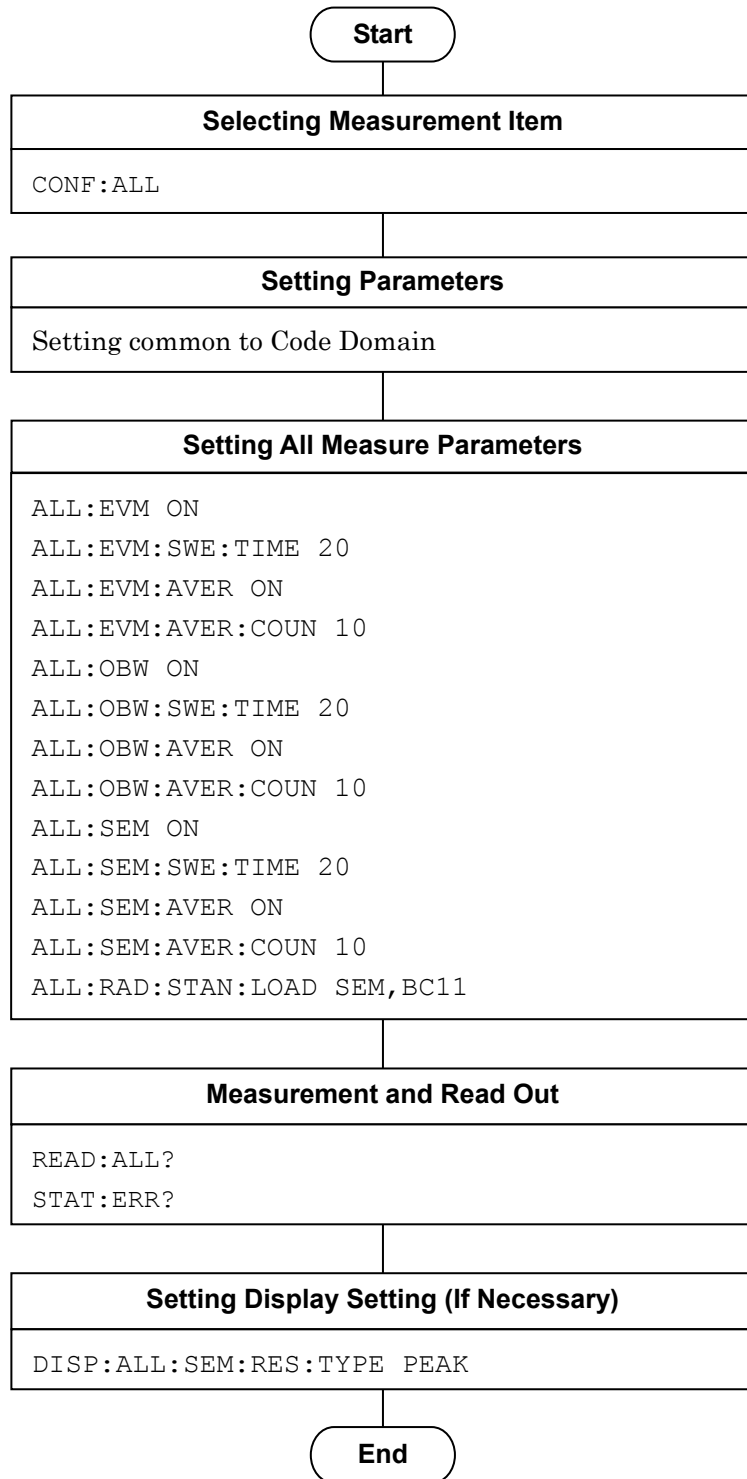 Start
Selecting Measurement Item
CONF:ALL
Setting Parameters
Setting common to Code Domain
Setting All Measure Parameters
ALL:EVM ON
ALL:EVM:SWE:TIME 20
ALL:EVM:AVER ON
ALL:EVM:AVER:COUN 10
ALL:OBW ON
ALL:OBW:SWE:TIME 20
ALL:OBW:AVER ON
ALL:OBW:AVER:COUN 10
ALL:SEM ON
ALL:SEM:SWE:TIME 20
ALL:SEM:AVER ON
ALL:SEM:AVER:COUN 10
ALL:RAD:STAN:LOAD SEM,BC11
Measurement and Read Out
READ:ALL?
STAT:ERR?
Setting Display Setting (If Necessary)
DISP:ALL:SEM:RES:TYPE PEAK
End